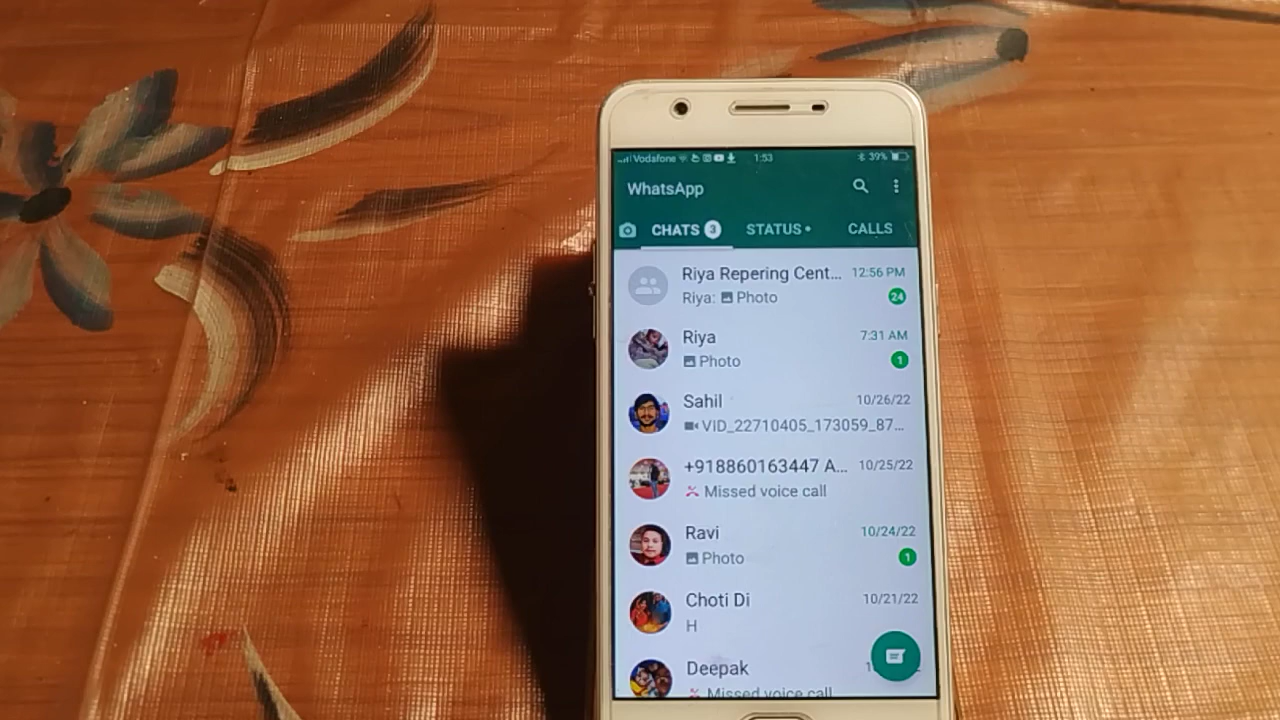 Vodafone 1:53 39%
WhatsApp
CHATS 3 STATUS • CALLS
Riya Repering Cent... 12:56 PM
Riya: Photo 24
Riya 7:31 AM
Photo 1
Sahil 10/26/22
VID_22710405_173059_87...
+918860163447 A... 10/25/22
Missed voice call
Ravi 10/24/22
Photo 1
Choti Di 10/21/22
H
Deepak
Missed voice call